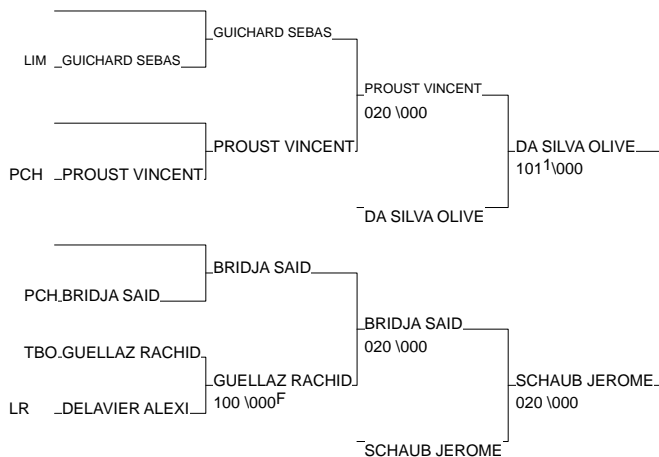 GUICHARD SEBAS
LIM GUICHARD SEBAS
PROUST VINCENT
020 \000
PROUST VINCENT
DA SILVA OLIVE
101¹\000
PCH PROUST VINCENT
DA SILVA OLIVE
BRIDJA SAID
PCH BRIDJA SAID
BRIDJA SAID
020 \000
TBO GUELLAZ RACHID
GUELLAZ RACHID
100 \000F
SCHAUB JEROME
020 \000
LR DELAVIER ALEXI
SCHAUB JEROME